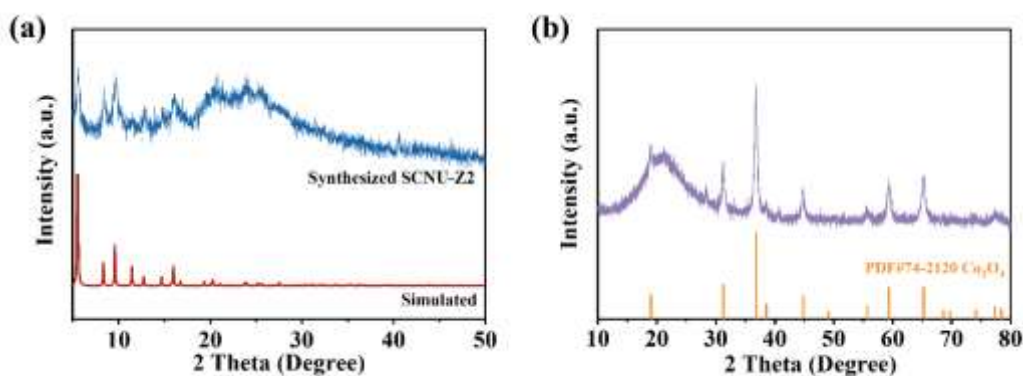 (a)
Intensity (a.u.)
Synthesized SCNU-Z2
Simulated
10 20 30 40 50
2 Theta (Degree)
(b)
Intensity (a.u.)
PDF#74-2120 Co₃O₄
10 20 30 40 50 60 70 80
2 Theta (Degree)